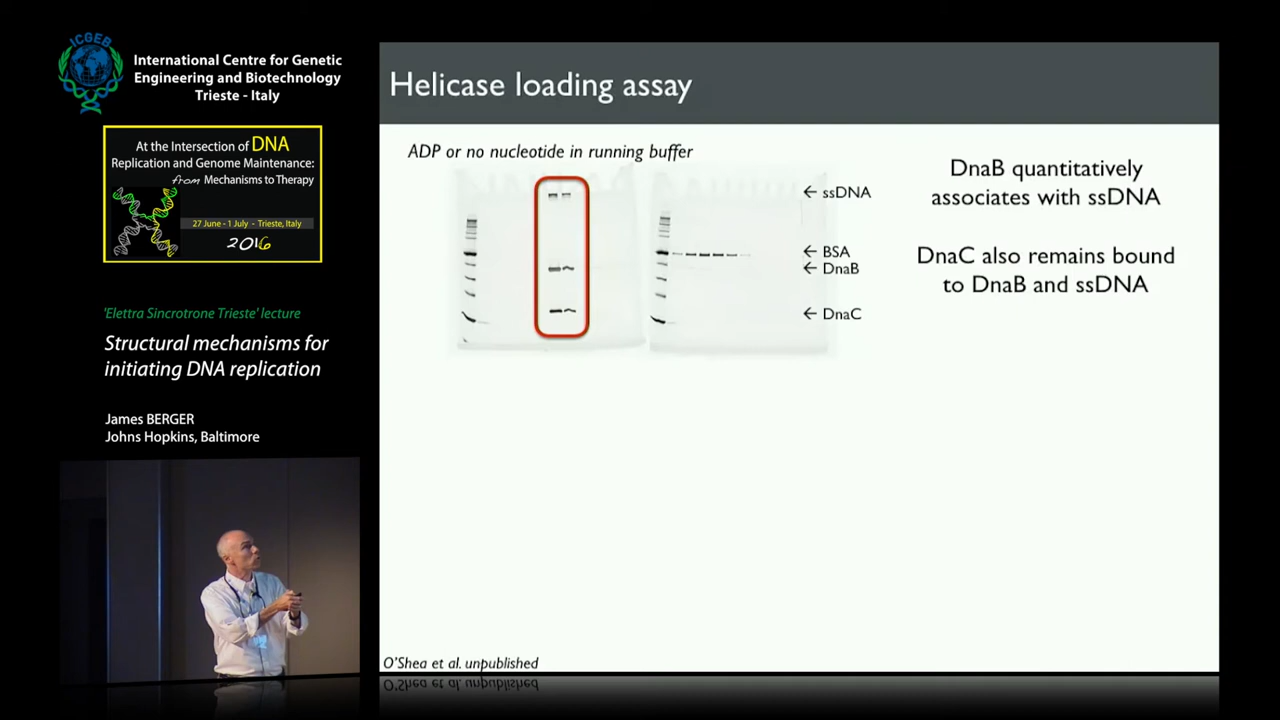 ICGEB
International Centre for Genetic
Engineering and Biotechnology
Trieste - Italy
At the Intersection of DNA
Replication and Genome Maintenance:
from Mechanisms to Therapy
27 June - 1 July - Trieste, Italy
2016
'Elettra Sincrotrone Trieste' lecture
Structural mechanisms for
initiating DNA replication
James BERGER
Johns Hopkins, Baltimore
Helicase loading assay
ADP or no nucleotide in running buffer
← ssDNA
← BSA
← DnaB
← DnaC
DnaB quantitatively
associates with ssDNA
DnaC also remains bound
to DnaB and ssDNA
O'Shea et al. unpublished